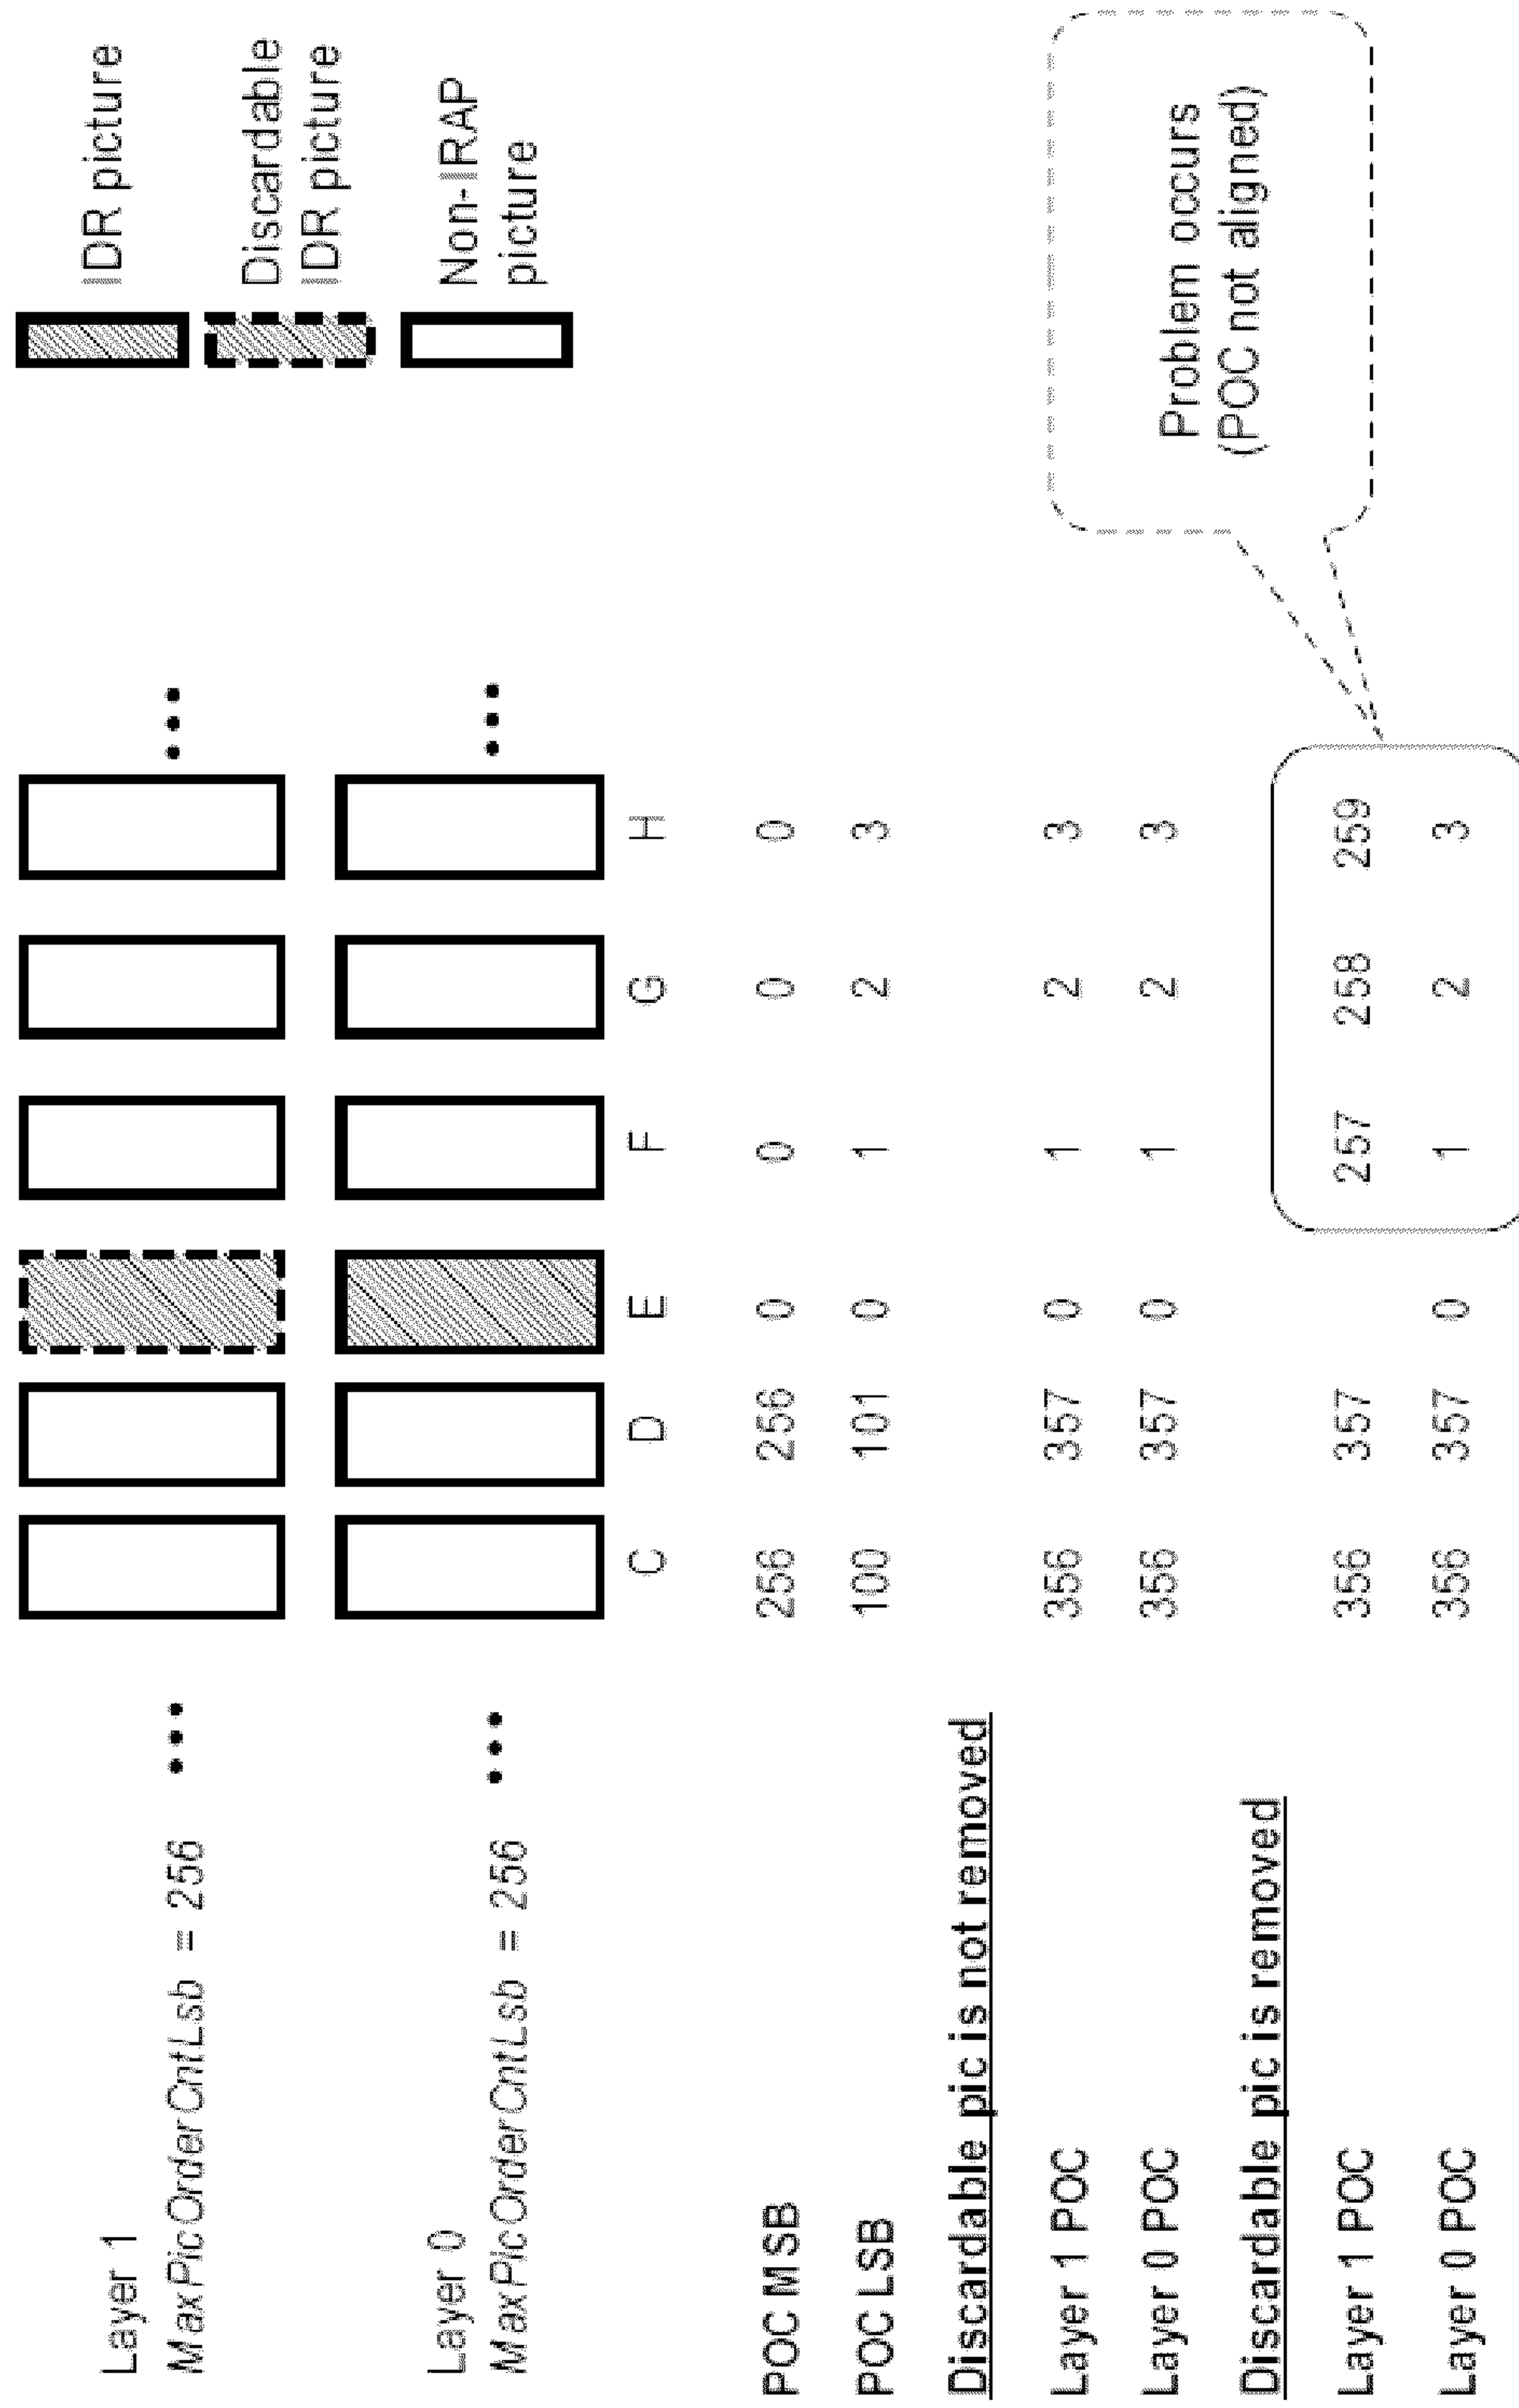 IDR picture
Discardable
IDR picture
Non-IRAP
picture
Layer 1
MaxPicOrderCntLsb = 256
Layer 0
MaxPicOrderCntLsb = 256
C D E F G H
POC MSB 256 256 0 0 0 0
POC LSB 100 101 0 1 2 3
Discardable pic is not removed
Layer 1 POC 356 357 0 1 2 3
Layer 0 POC 356 357 0 1 2 3
Discardable pic is removed
Layer 1 POC 356 357 257 258 259
Layer 0 POC 356 357 0 1 2 3
Problem occurs
(POC not aligned)